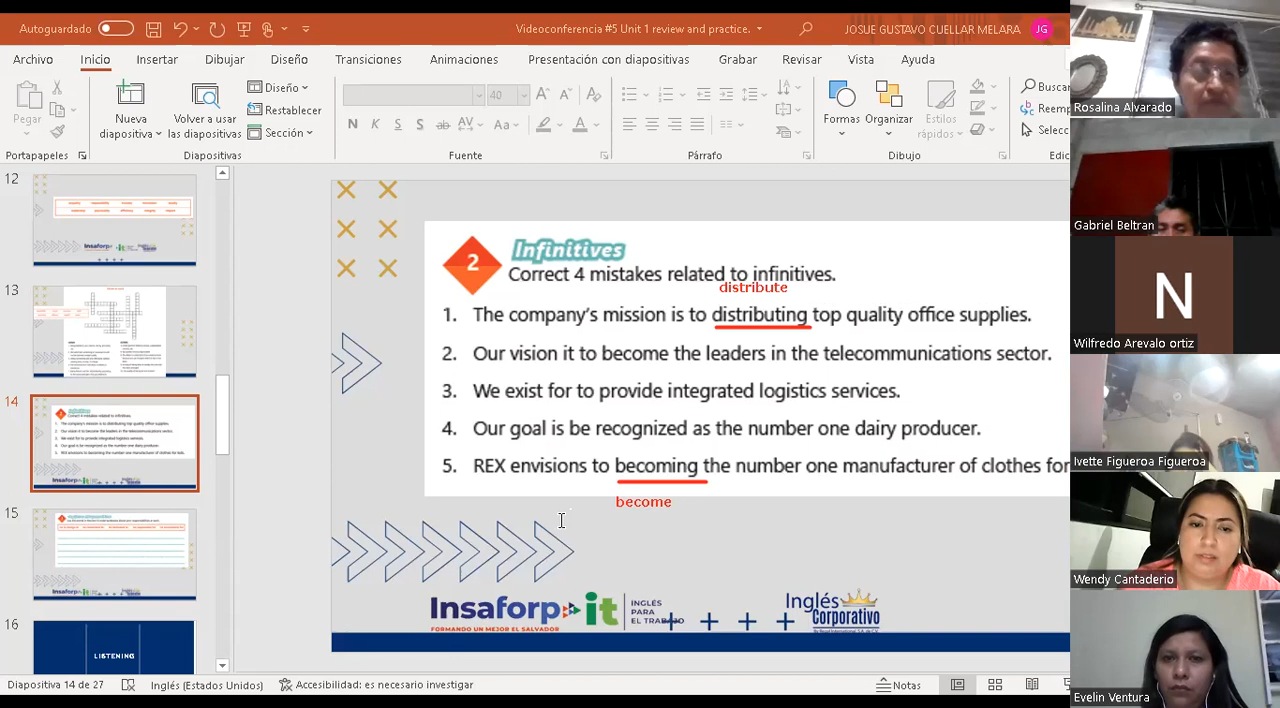 Autoguardado
Videoconferencia #5 Unit 1 review and practice.
JOSUE GUSTAVO CUELLAR MELARA
JG
Archivo Inicio Insertar Dibujar Diseño Transiciones Animaciones Presentación con diapositivas Grabar Revisar Vista Ayuda
Pegar
Nueva diapositiva
Volver a usar las diapositivas
Diseño
Restablecer
Sección
40
N K S S ab AV Aa A
Formas
Organizar
Estilos rápidos
Buscar
Reemp
Selecc
Portapapeles Diapositivas Fuente Párrafo Dibujo Edic
12
13
14
15
16
LISTENING
2
Infinitives
Correct 4 mistakes related to infinitives.
distribute
1. The company's mission is to distributing top quality office supplies.
2. Our vision it to become the leaders in the telecommunications sector.
3. We exist for to provide integrated logistics services.
4. Our goal is be recognized as the number one dairy producer.
5. REX envisions to becoming the number one manufacturer of clothes for
become
Insaforp it
FORMANDO UN MEJOR EL SALVADOR
INGLÉS
PARA
EL TRABAJO
Inglés
Corporativo
Diapositiva 14 de 27
Inglés (Estados Unidos)
Accesibilidad: es necesario investigar
Notas
Rosalina Alvarado
Gabriel Beltran
N
Wilfredo Arevalo ortiz
Ivette Figueroa Figueroa
Wendy Cantaderio
Evelin Ventura